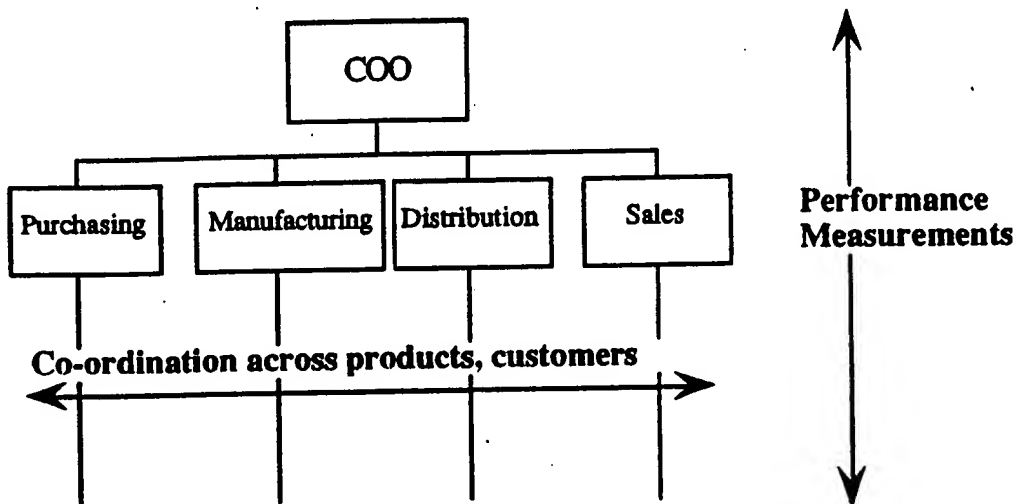 COO
Purchasing
Manufacturing
Distribution
Sales
Performance
Measurements
Co-ordination across products, customers